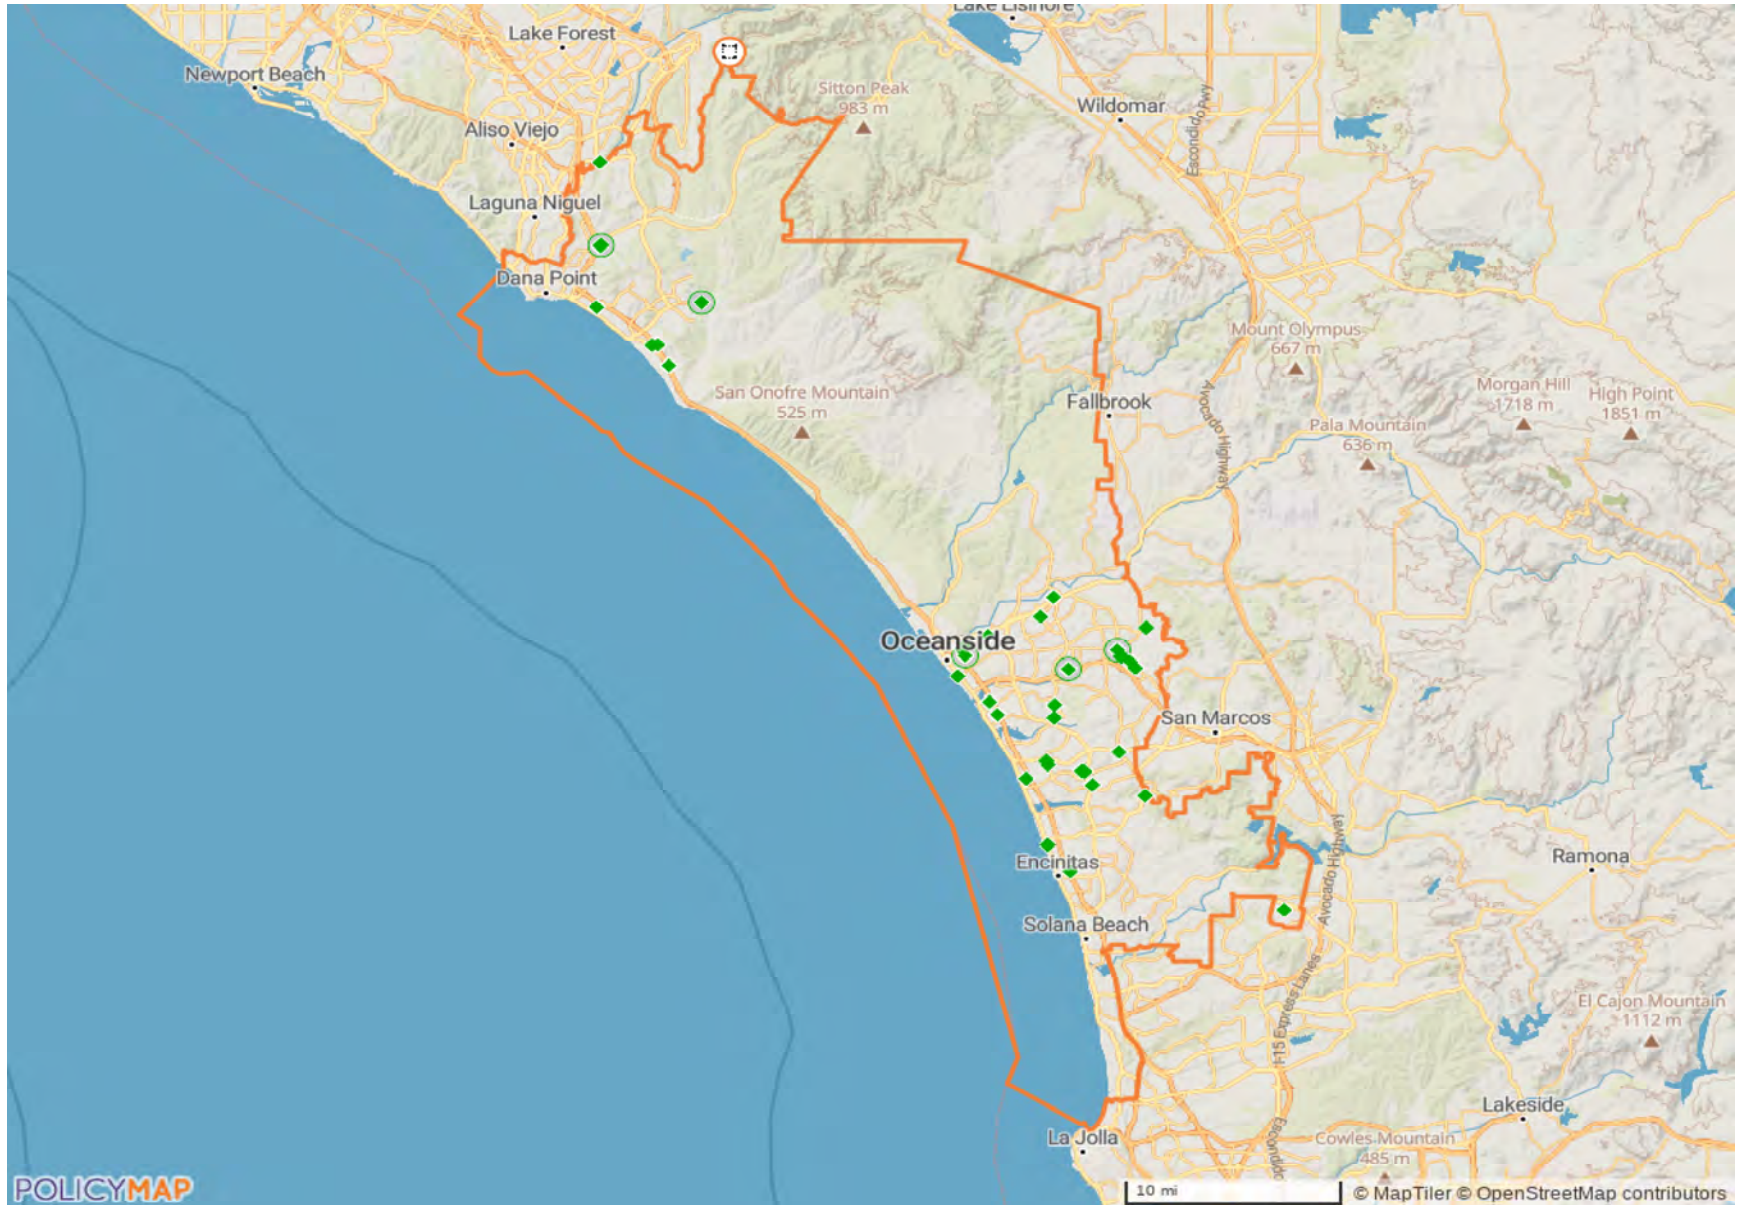 Lake Elsinore
Lake Forest
Newport Beach
Sitton Peak
983 m
Wildomar
Escondido Fwy
Aliso Viejo
Laguna Niguel
Dana Point
Mount Olympus
667 m
San Onofre Mountain
525 m
Fallbrook
Avocado Highway
Morgan Hill
1718 m
High Point
1851 m
Pala Mountain
636 m
Oceanside
San Marcos
Encinitas
Avocado Highway
Ramona
Solana Beach
I-15 Express Lanes
El Cajon Mountain
1112 m
Lakeside
La Jolla
Escondido
Cowles Mountain
485 m
POLICYMAP
10 mi
© MapTiler © OpenStreetMap contributors